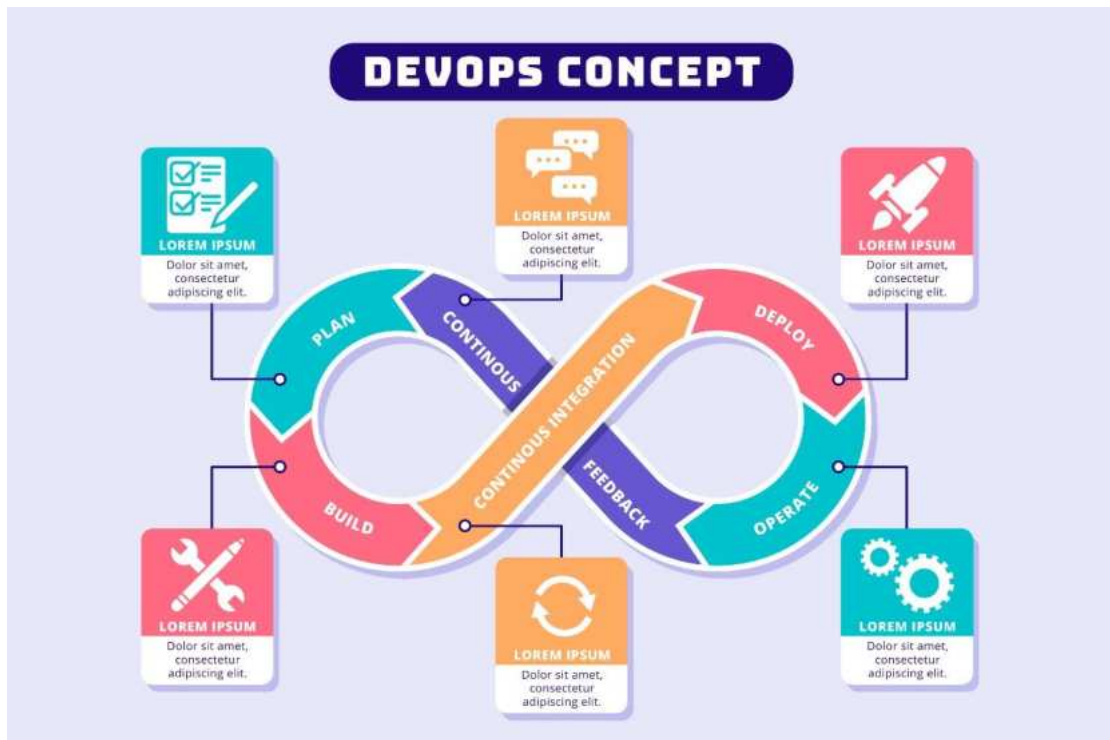 DEVOPS CONCEPT
LOREM IPSUM
Dolor sit amet,
consectetur
adipiscing elit.
LOREM IPSUM
Dolor sit amet,
consectetur
adipiscing elit.
LOREM IPSUM
Dolor sit amet,
consectetur
adipiscing elit.
PLAN
CONTINOUS
CONTINOUS INTEGRATION
DEPLOY
BUILD
FEEDBACK
OPERATE
LOREM IPSUM
Dolor sit amet,
consectetur
adipiscing elit.
LOREM IPSUM
Dolor sit amet,
consectetur
adipiscing elit.
LOREM IPSUM
Dolor sit amet,
consectetur
adipiscing elit.